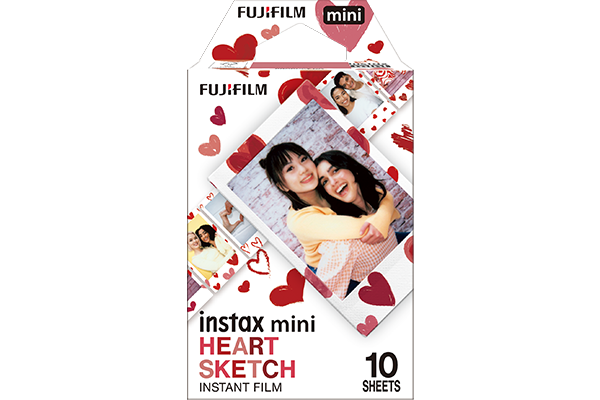 FUJIFILM mini
FUJIFILM
instax mini
HEART
SKETCH
INSTANT FILM
10
SHEETS